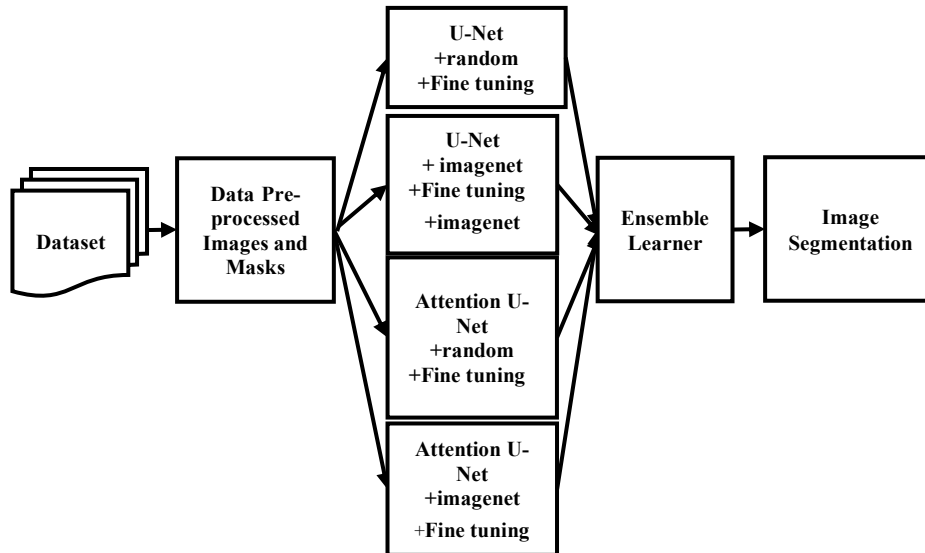 Dataset
Data Pre-
processed
Images and
Masks
U-Net
+random
+Fine tuning
U-Net
+ imagenet
+Fine tuning
+imagenet
Attention U-
Net
+random
+Fine tuning
Attention U-
Net
+imagenet
+Fine tuning
Ensemble
Learner
Image
Segmentation